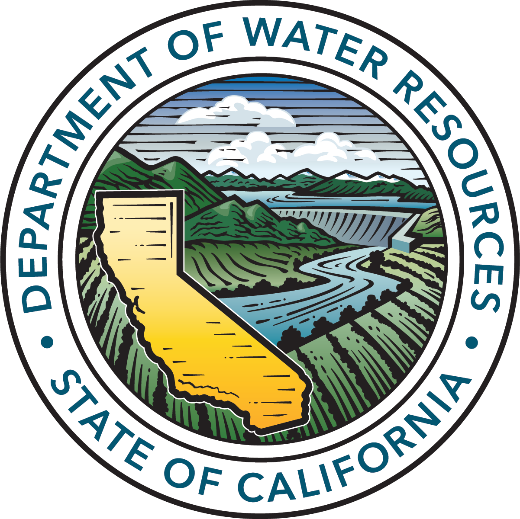 DEPARTMENT OF WATER RESOURCES
STATE OF CALIFORNIA